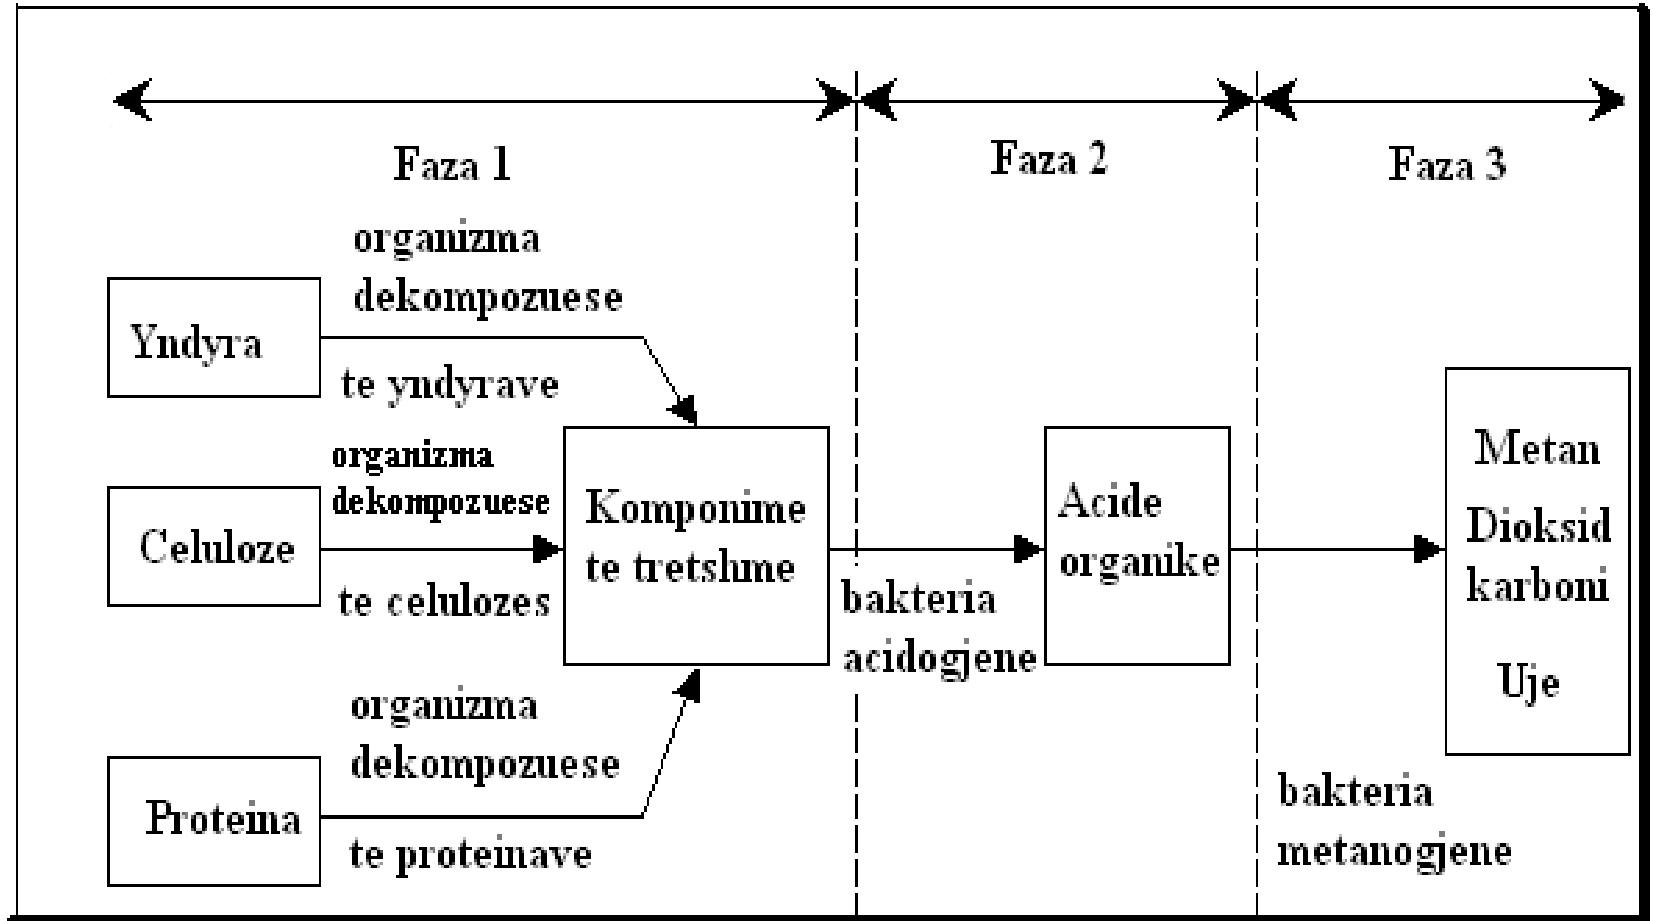 Faza 1
Faza 2
Faza 3
organizma
dekompozuese
Yndyra
te yndyrave
organizma
dekompozuese
Celuloze
te celulozes
Komponime
te tretshme
organizma
dekompozuese
Proteina
te proteinave
bakteria
acidogjene
Acide
organike
bakteria
metanogjene
Metan
Dioksid
karboni
Uje